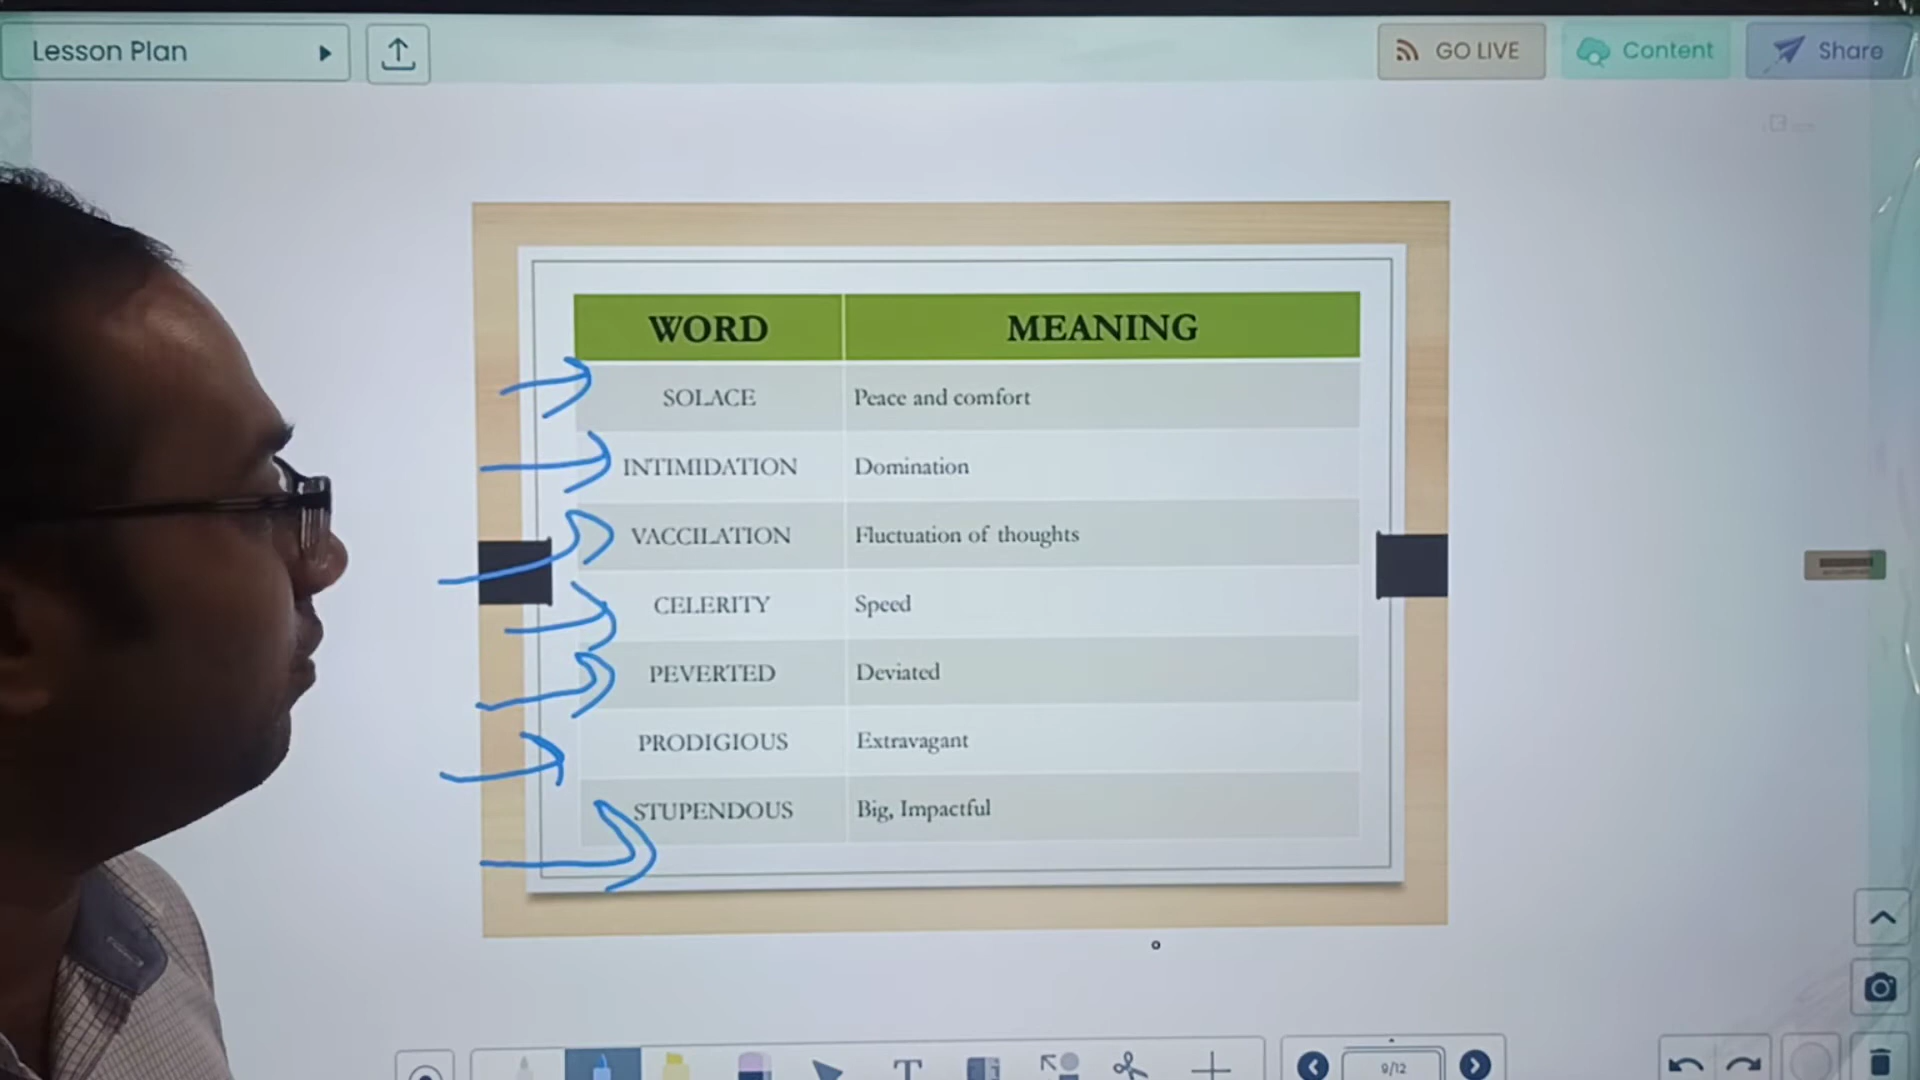 Lesson Plan
GO LIVE
Content
Share
WORD MEANING
SOLACE Peace and comfort
INTIMIDATION Domination
VACCILATION Fluctuation of thoughts
CELERITY Speed
PEVERTED Deviated
PRODIGIOUS Extravagant
STUPENDOUS Big, Impactful
T
9/12